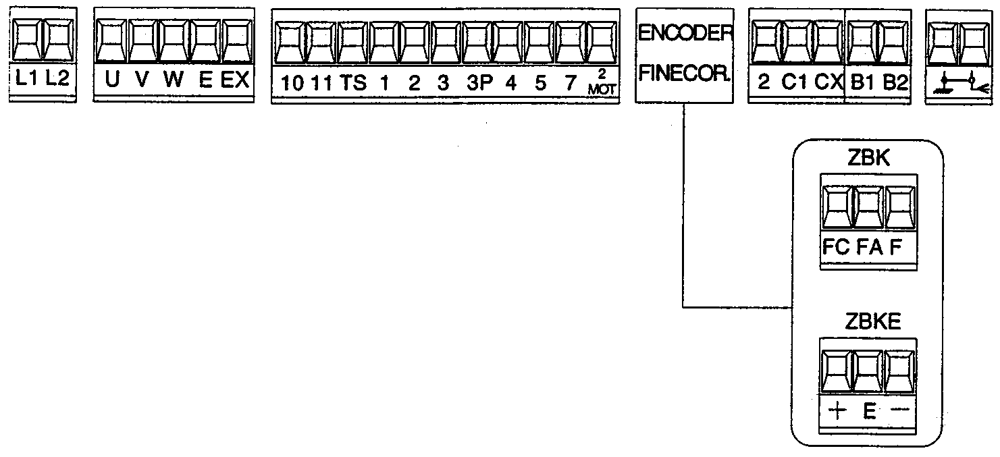 L1 L2
U V W E EX
10 11 TS 1 2 3 3P 4 5 7 2 MOT
ENCODER
FINECOR.
2 C1 CX B1 B2
ZBK
FC FA F
ZBKE
+ E −